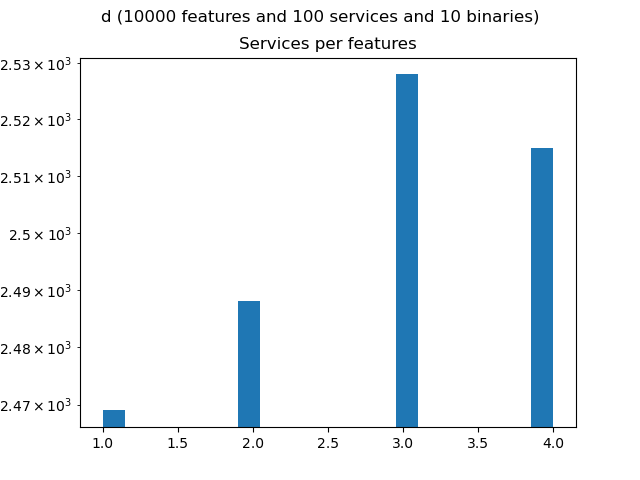 d (10000 features and 100 services and 10 binaries)
Services per features
2.53 × 10³
2.52 × 10³
2.51 × 10³
2.5 × 10³
2.49 × 10³
2.48 × 10³
2.47 × 10³
1.0 1.5 2.0 2.5 3.0 3.5 4.0